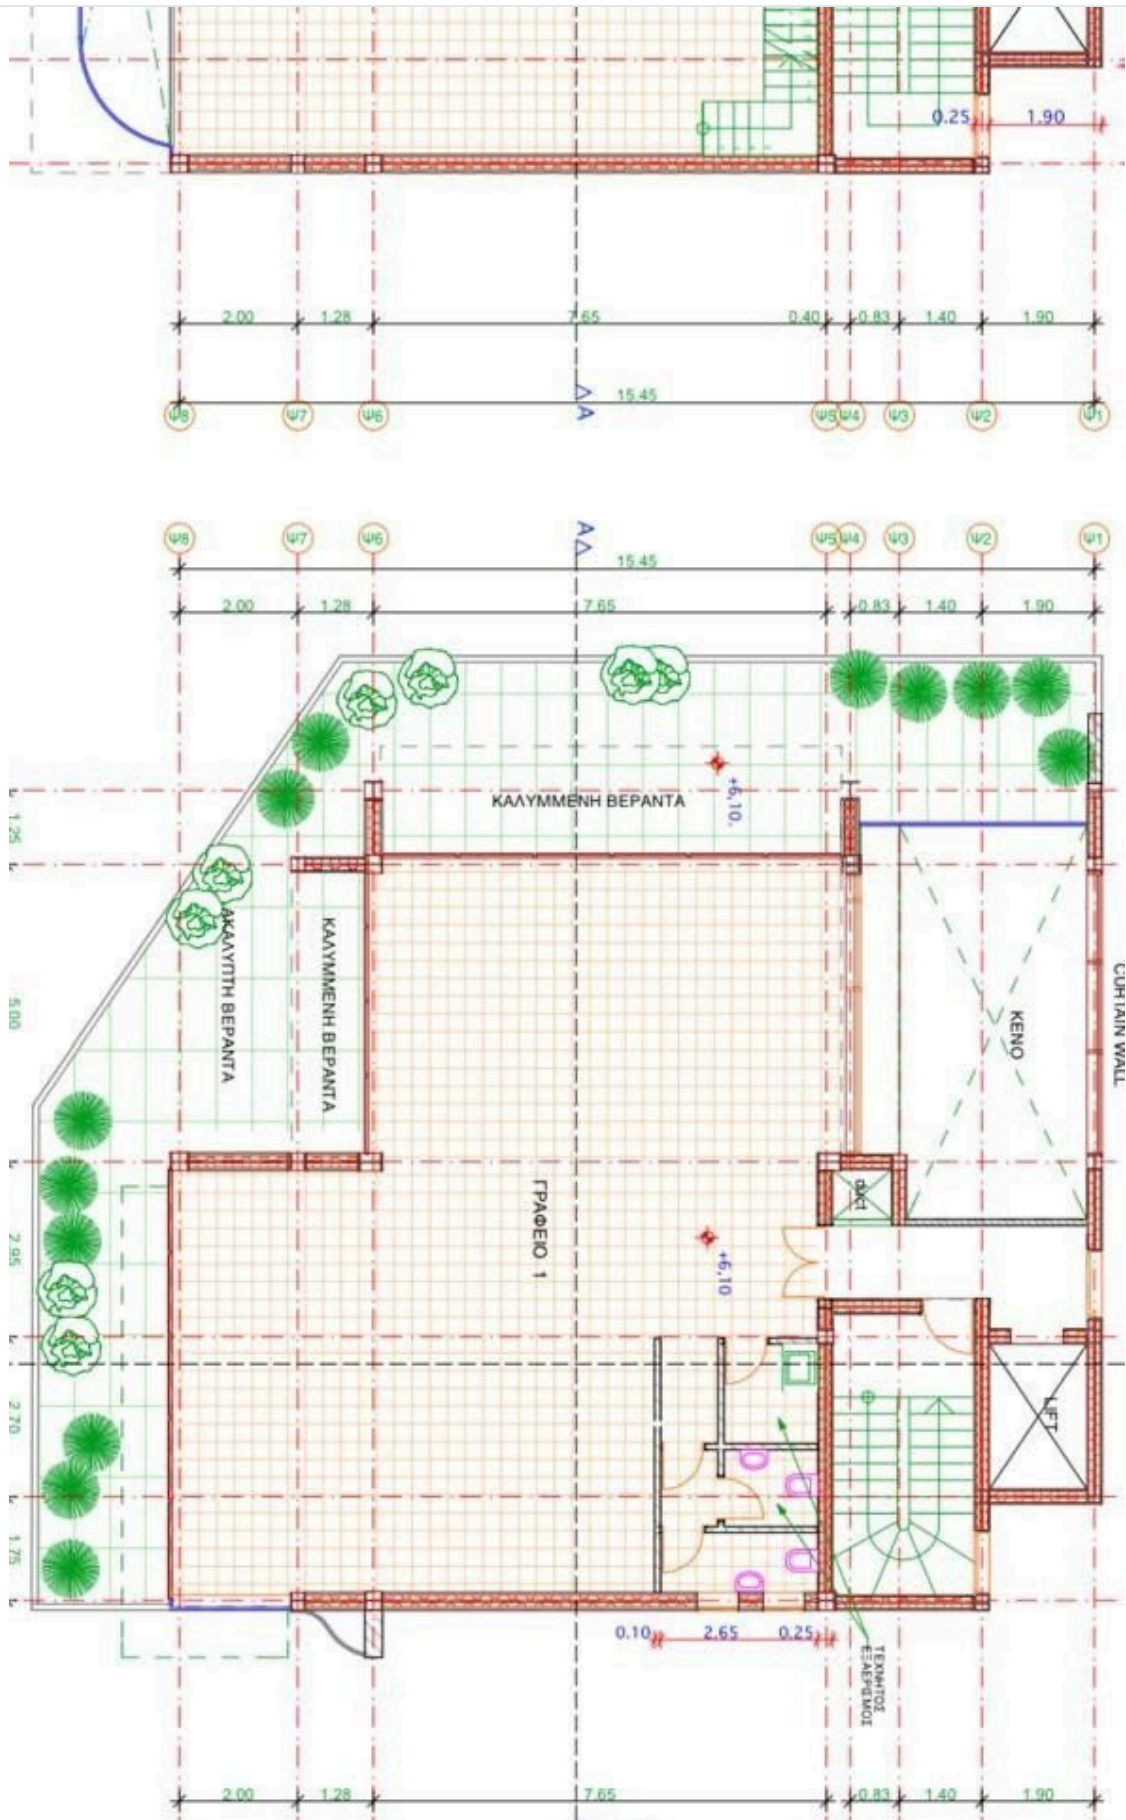 0.25 1.90
2.00 1.28 7.65 0.40 0.83 1.40 1.90
15.45
A
Ψ8 Ψ7 Ψ6 Ψ5 Ψ4 Ψ3 Ψ2 Ψ1
Ψ8 Ψ7 Ψ6 A Ψ5 Ψ4 Ψ3 Ψ2 Ψ1
15.45
2.00 1.28 7.65 0.83 1.40 1.90
+6,10.
ΚΑΛΥΜΜΕΝΗ ΒΕΡΑΝΤΑ
1.25
ΑΚΑΛΥΠΤΗ ΒΕΡΑΝΤΑ
ΚΑΛΥΜΜΕΝΗ ΒΕΡΑΝΤΑ
ΚΕΝΟ
CURTAIN WALL
5.00
ΓΡΑΦΕΙΟ 1
duct
+6,10
2.95
LIFT
2.70
1.75
0.10 2.65 0.25
ΤΕΧΝΗΤΟΣ
ΕΞΑΕΡΙΣΜΟΣ
2.00 1.28 7.65 0.83 1.40 1.90